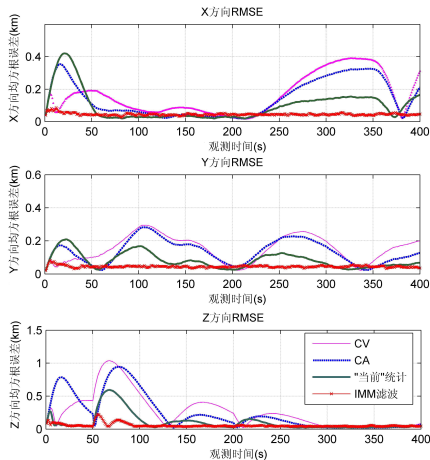 X方向RMSE
X方向均方根误差(km)
0.4
0.2
0
0
50
100
150
200
250
300
350
400
观测时间(s)
Y方向RMSE
Y方向均方根误差(km)
0.6
0.4
0.2
0
0
50
100
150
200
250
300
350
400
观测时间(s)
Z方向RMSE
Z方向均方根误差(km)
1.5
1
0.5
0
0
50
100
150
200
250
300
350
400
观测时间(s)
CV
CA
"当前"统计
IMM滤波